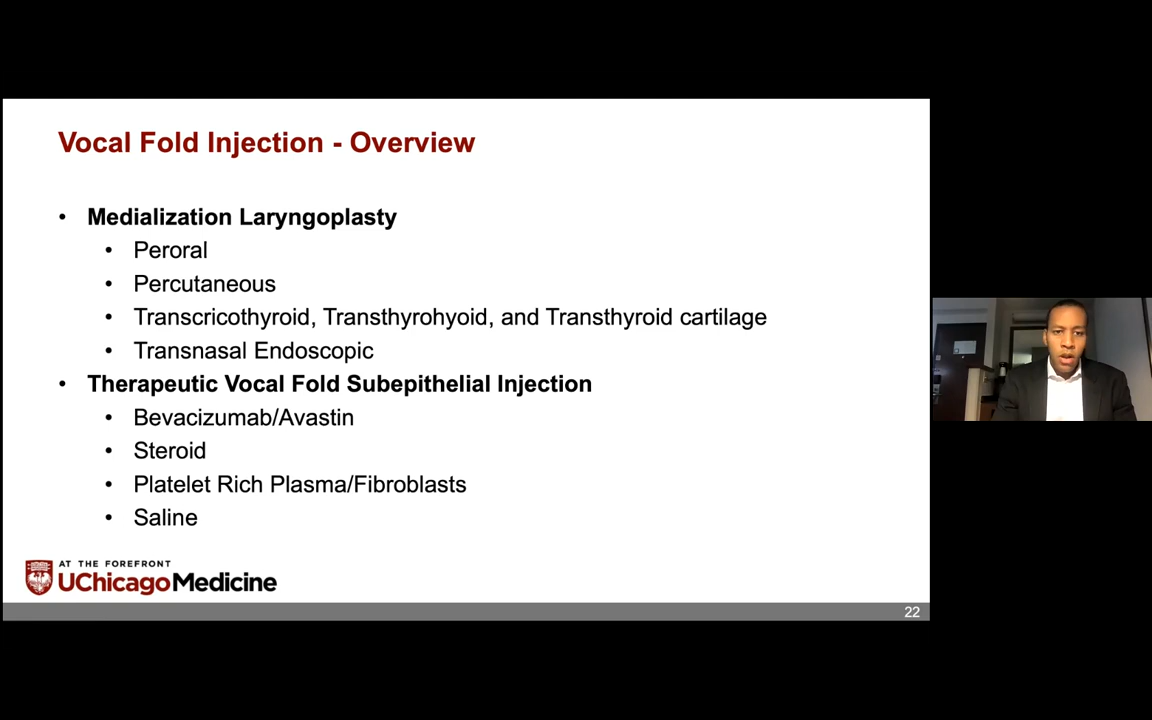 Vocal Fold Injection - Overview
• Medialization Laryngoplasty
• Peroral
• Percutaneous
• Transcricothyroid, Transthyrohyoid, and Transthyroid cartilage
• Transnasal Endoscopic
• Therapeutic Vocal Fold Subepithelial Injection
• Bevacizumab/Avastin
• Steroid
• Platelet Rich Plasma/Fibroblasts
• Saline
AT THE FOREFRONT
UChicagoMedicine
22